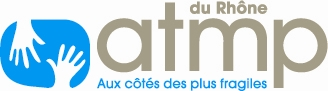 du Rhône
atmp
Aux côtés des plus fragiles